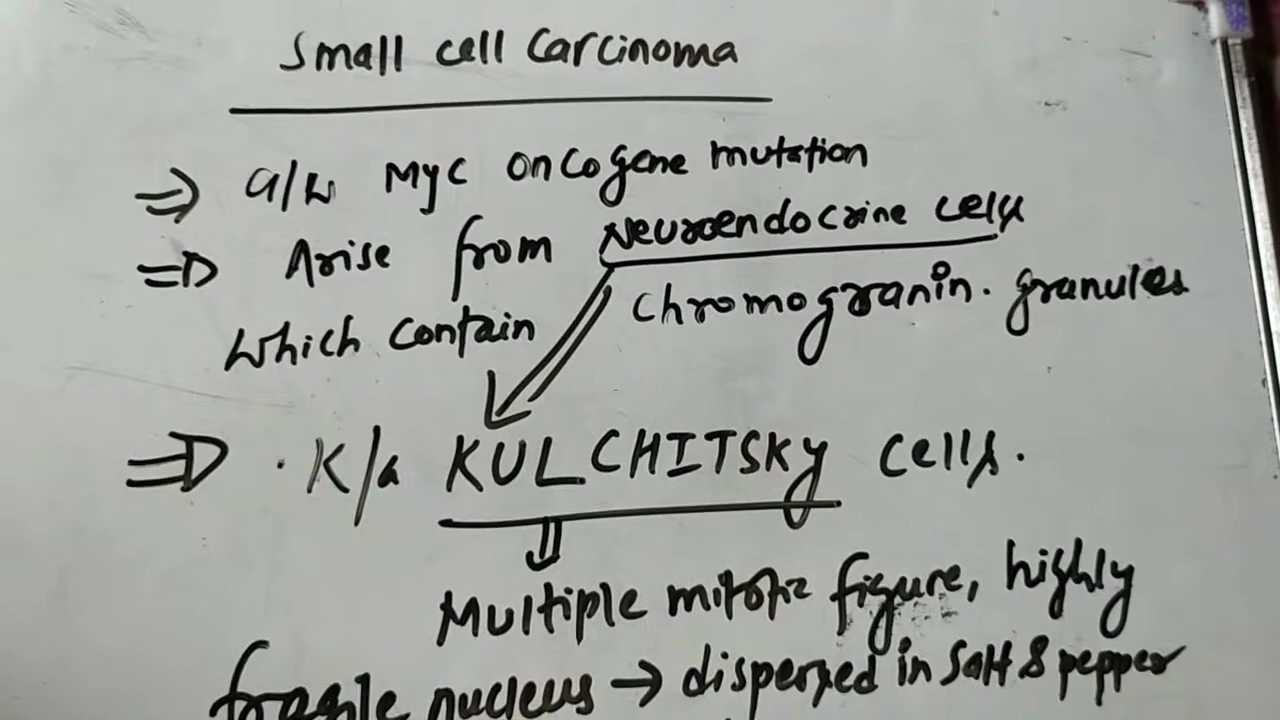 Small cell Carcinoma
⇒ a/w Myc oncogene mutation
⇒ Arise from Neuroendocrine cells
which contain chromogranin. granules
⇒ . K/a KULCHITSKy cells.
Multiple mitotic figure, highly
fragile nucleus → dispersed in Salt & pepper